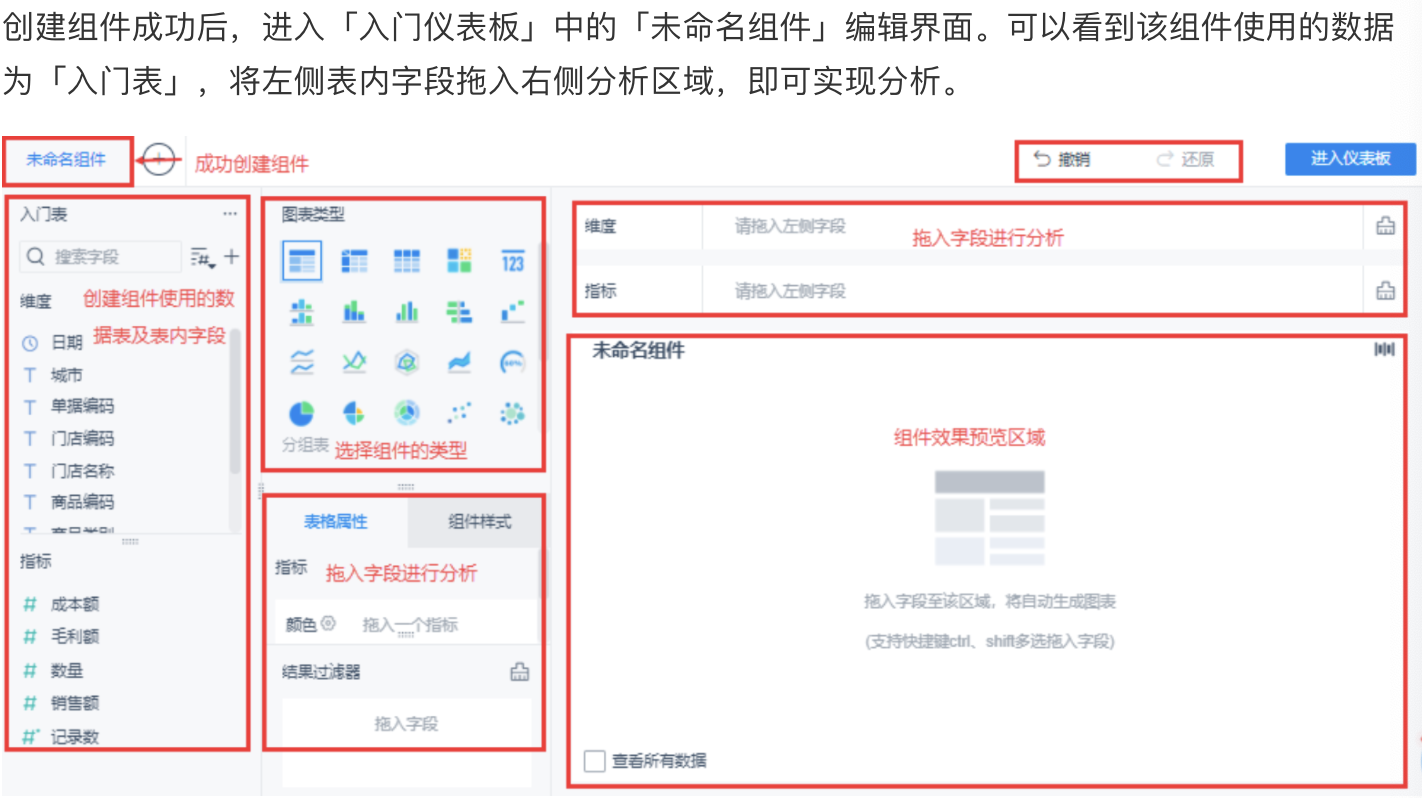 创建组件成功后，进入「入门仪表板」中的「未命名组件」编辑界面。可以看到该组件使用的数据
为「入门表」，将左侧表内字段拖入右侧分析区域，即可实现分析。
未命名组件
成功创建组件
撤销
还原
进入仪表板
入门表
搜索字段
维度
创建组件使用的数
据表及表内字段
日期
城市
单据编码
门店编码
门店名称
商品编码
商品类别
指标
成本额
毛利额
数量
销售额
记录数
图表类型
123
分组表
选择组件的类型
表格属性
组件样式
指标
拖入字段进行分析
颜色
拖入一个指标
结果过滤器
拖入字段
维度
请拖入左侧字段
拖入字段进行分析
指标
请拖入左侧字段
未命名组件
组件效果预览区域
拖入字段至该区域，将自动生成图表
(支持快捷键ctrl、shift多选拖入字段)
查看所有数据